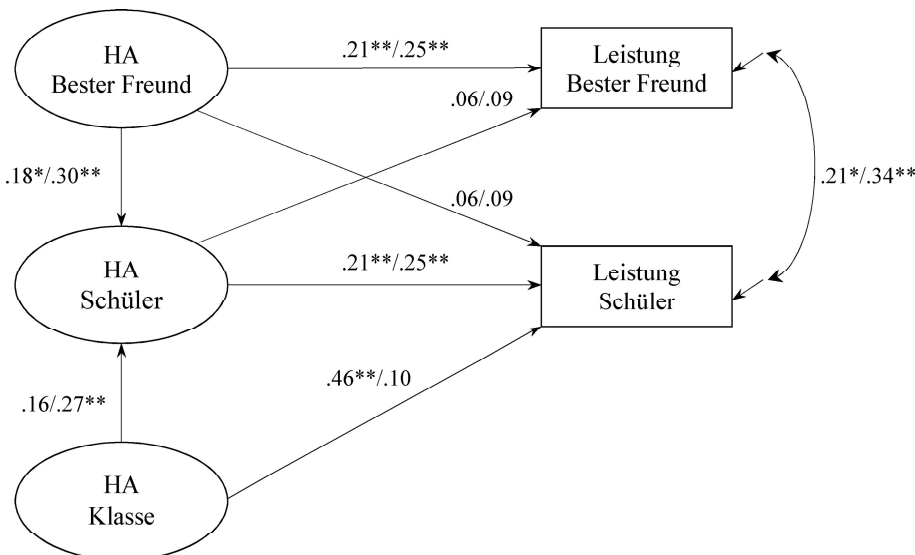 HA
Bester Freund
.21**/.25**
Leistung
Bester Freund
.06/.09
.18*/.30**
.21*/.34**
.06/.09
HA
Schüler
.21**/.25**
Leistung
Schüler
.46**/.10
.16/.27**
HA
Klasse